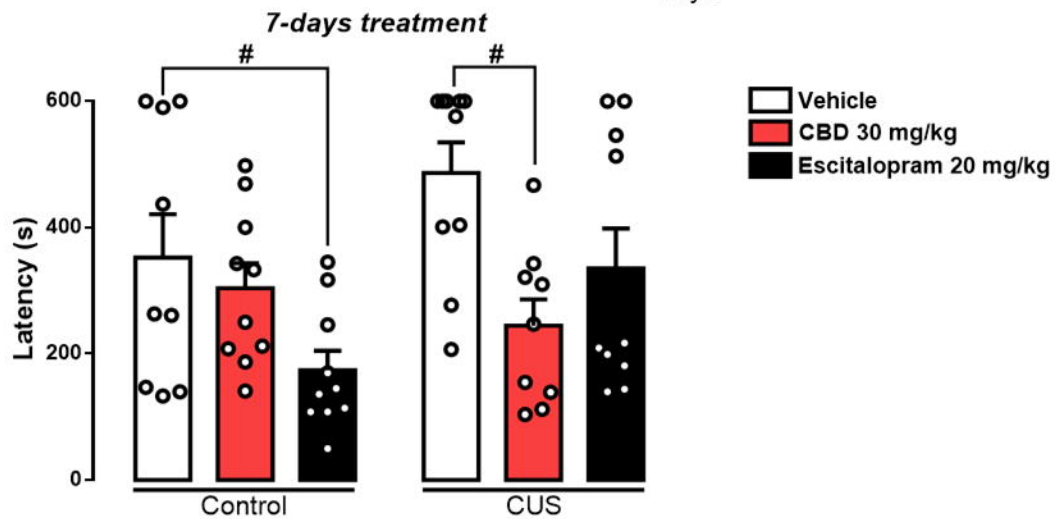 7-days treatment
#
#
Latency (s)
600
400
200
0
Control
CUS
Vehicle
CBD 30 mg/kg
Escitalopram 20 mg/kg